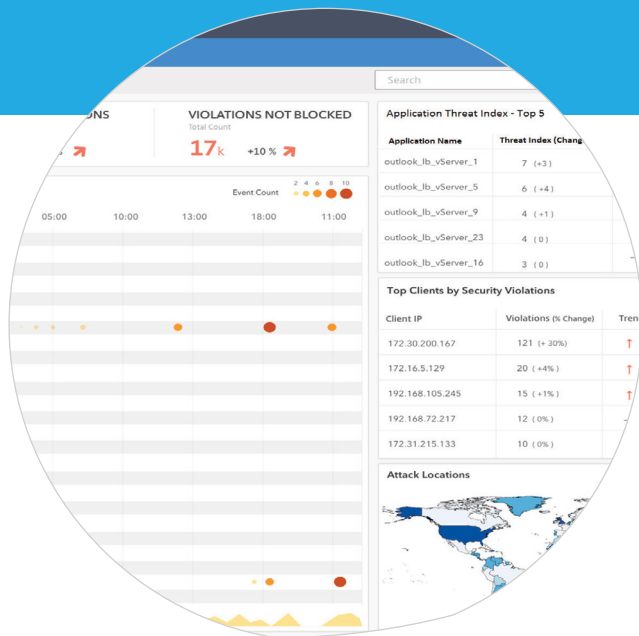 Search
VIOLATIONS NOT BLOCKED
Total Count
17k +10 %
Event Count
2 4 6 8 10
05:00 10:00 13:00 18:00 11:00
Application Threat Index - Top 5
Application Name Threat Index (Chang
outlook_lb_vServer_1 7 (+3)
outlook_lb_vServer_5 6 (+4)
outlook_lb_vServer_9 4 (+1)
outlook_lb_vServer_23 4 (0)
outlook_lb_vServer_16 3 (0)
Top Clients by Security Violations
Client IP Violations (% Change) Tren
172.30.200.167 121 (+ 30%)
172.16.5.129 20 (+4%)
192.168.105.245 15 (+1%)
192.168.72.217 12 ( 0%)
172.31.215.133 10 ( 0%)
Attack Locations